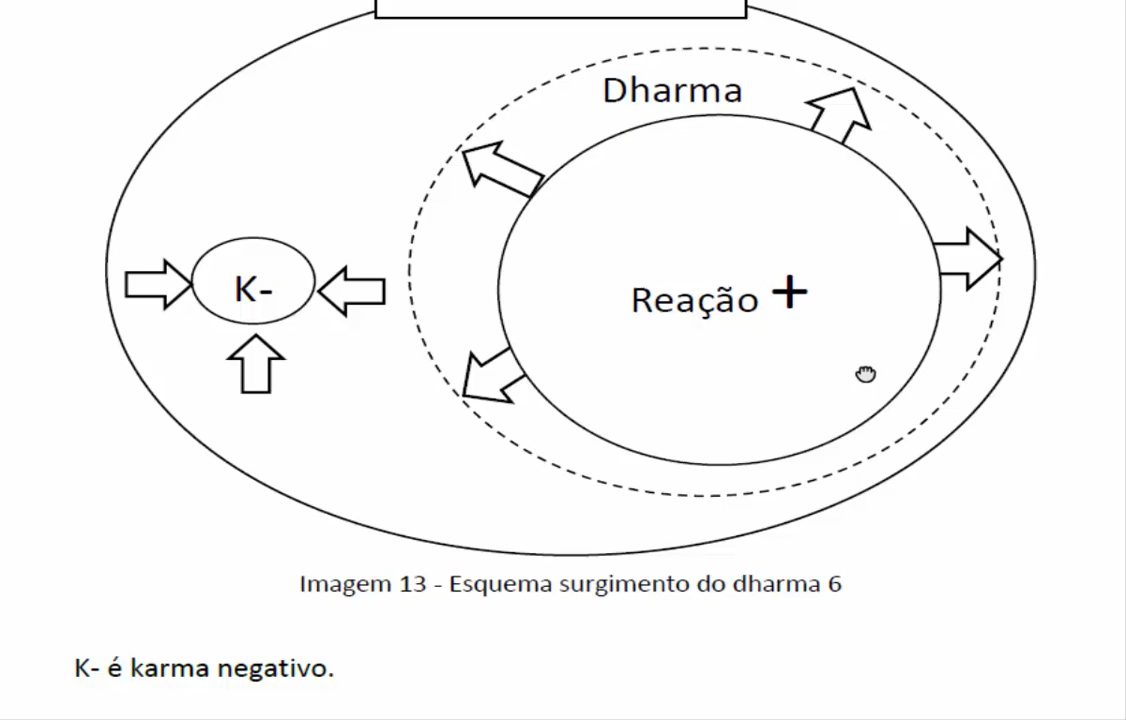 Dharma
K-
Reação +
Imagem 13 - Esquema surgimento do dharma 6
K- é karma negativo.